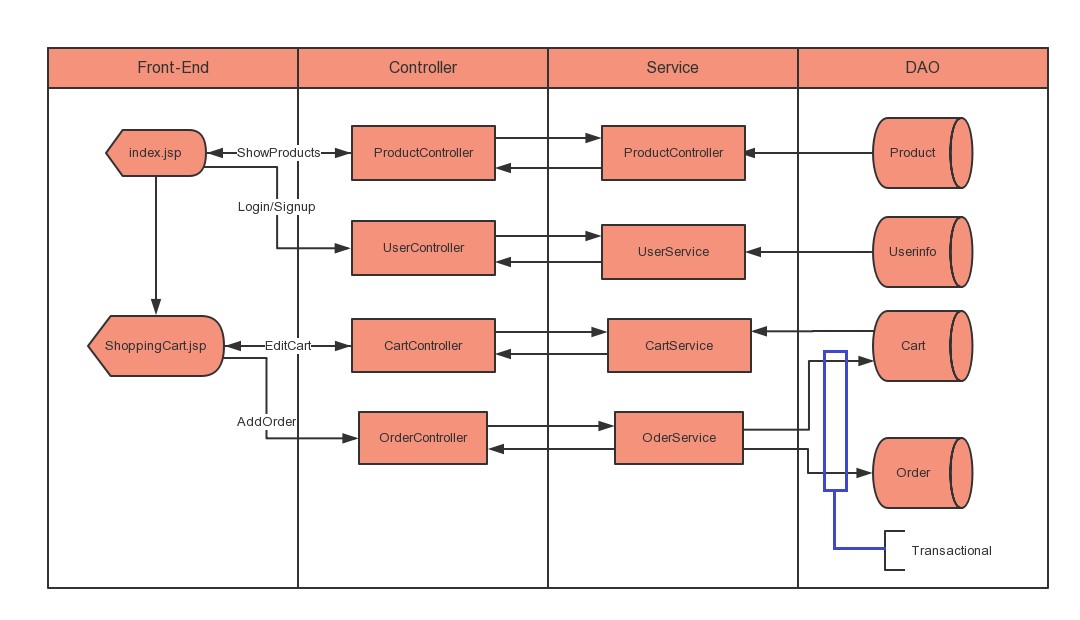 Front-End
Controller
Service
DAO
index.jsp
ShowProducts
ProductController
ProductController
Product
Login/Signup
UserController
UserService
Userinfo
ShoppingCart.jsp
EditCart
CartController
CartService
Cart
AddOrder
OrderController
OderService
Order
Transactional